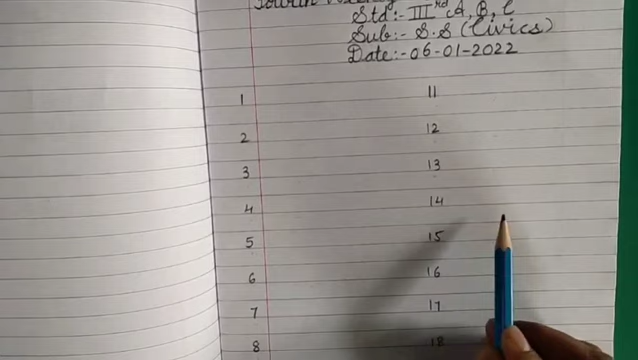 Std:- IIIrd A, B, C
Sub:- S.S (Civics)
Date:-06-01-2022
1 11
2 12
3 13
4 14
5 15
6 16
7 17
8 18